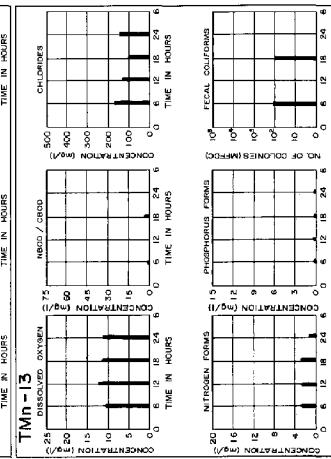 TIME IN HOURS
TIME IN HOURS
TIME IN HOURS
TMn-13
DISSOLVED OXYGEN
CONCENTRATION (mg/l)
25
20
15
10
5
0
6 12 18 24 6
TIME IN HOURS
NBOD / CBOD
CONCENTRATION (mg/l)
75
60
45
30
15
0
6 12 18 24 6
TIME IN HOURS
CHLORIDES
CONCENTRATION (mg/l)
500
400
300
200
100
0
6 12 18 24 6
TIME IN HOURS
NITROGEN FORMS
CONCENTRATION (mg/l)
20
16
12
8
4
0
6 12 18 24 6
PHOSPHORUS FORMS
CONCENTRATION (mg/l)
15
12
9
6
3
0
6 12 18 24 6
FECAL COLIFORMS
NO. OF COLONIES (MFFCC)
10
0
6 12 18 24 6